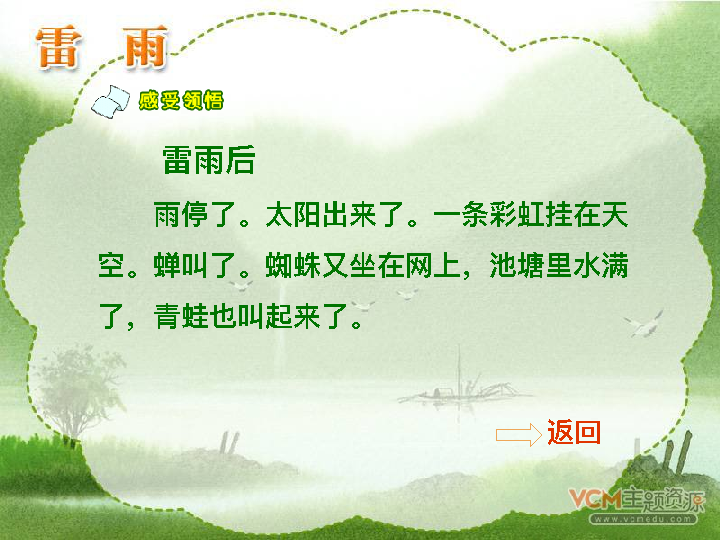 雷 雨
感受领悟
雷雨后
雨停了。太阳出来了。一条彩虹挂在天
空。蝉叫了。蜘蛛又坐在网上，池塘里水满
了，青蛙也叫起来了。
返回
VCM主题资源
www.vcmedu.com